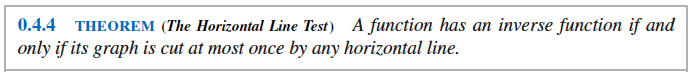 0.4.4 THEOREM (The Horizontal Line Test) A function has an inverse function if and
only if its graph is cut at most once by any horizontal line.